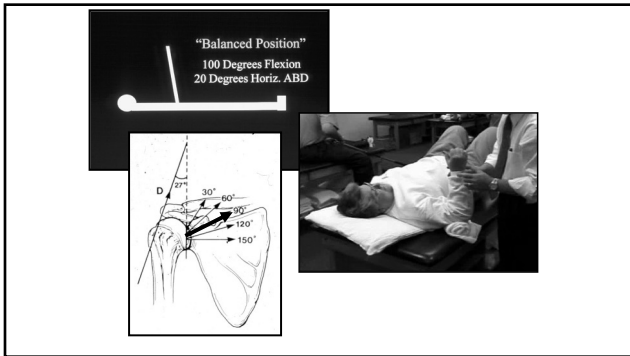 “Balanced Position”
100 Degrees Flexion
20 Degrees Horiz. ABD
D
27°
30°
60°
90°
120°
150°